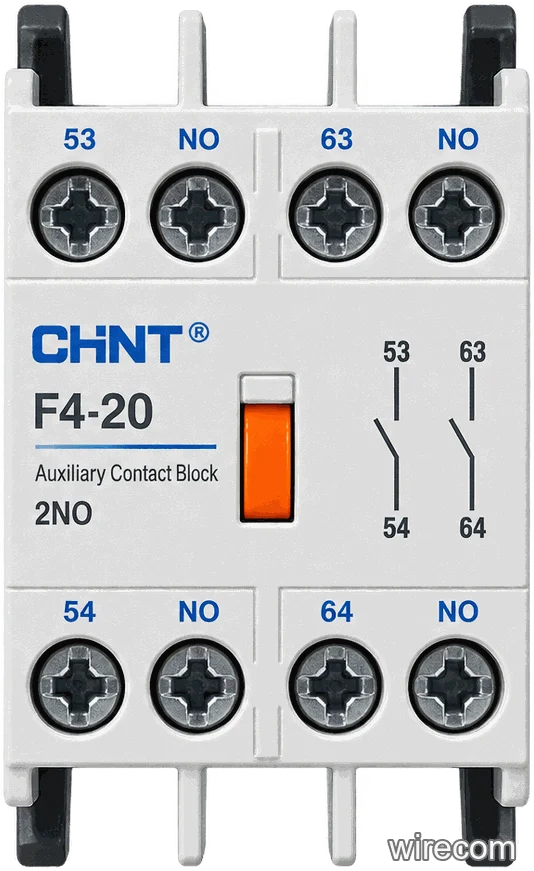 53 NO 63 NO
CHNT®
F4-20
Auxiliary Contact Block
2NO
53 63
54 64
54 NO 64 NO
wirecom